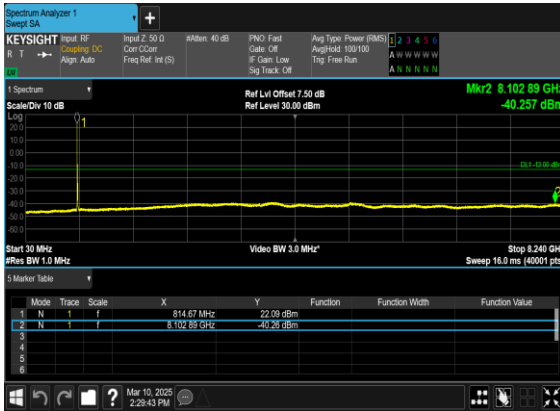 Spectrum Analyzer 1
Swept SA
KEYSIGHT Input: RF Input Z: 50 Ω #Atten: 40 dB PNO: Fast Avg Type: Power (RMS) 1 2 3 4 5 6
R T Coupling: DC Corr CCorr Gate: Off Avg|Hold: 100/100 A W W W W W
Align: Auto Freq Ref: Int (S) IF Gain: Low Trig: Free Run
Sig Track: Off A N N N N N
1 Spectrum Mkr2 8.102 89 GHz
Ref Lvl Offset 7.50 dB
Scale/Div 10 dB Ref Level 30.00 dBm -40.257 dBm
Log
1
20.0
10.0
0.00
-10.0 DL1 -13.00 dBm
-20.0
-30.0
-40.0
-50.0
-60.0
Start 30 MHz Video BW 3.0 MHz* Stop 8.240 GHz
#Res BW 1.0 MHz Sweep 16.0 ms (40001 pts)
5 Marker Table
Mode Trace Scale X Y Function Function Width Function Value
1 N 1 f 814.67 MHz 22.09 dBm
2 N 1 f 8.102 89 GHz -40.26 dBm
3
4
5
6
Mar 10, 2025
2:29:43 PM